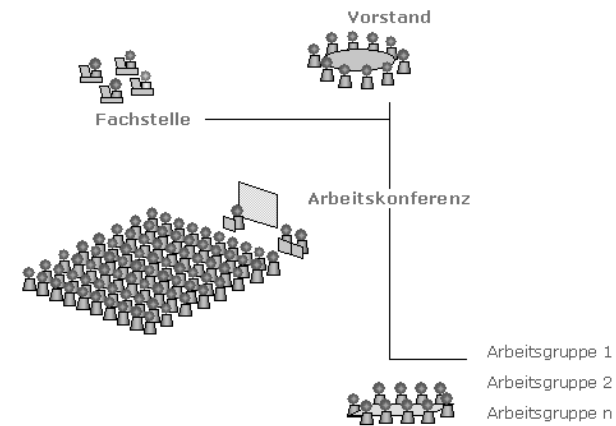 Vorstand
Fachstelle
Arbeitskonferenz
Arbeitsgruppe 1
Arbeitsgruppe 2
Arbeitsgruppe n